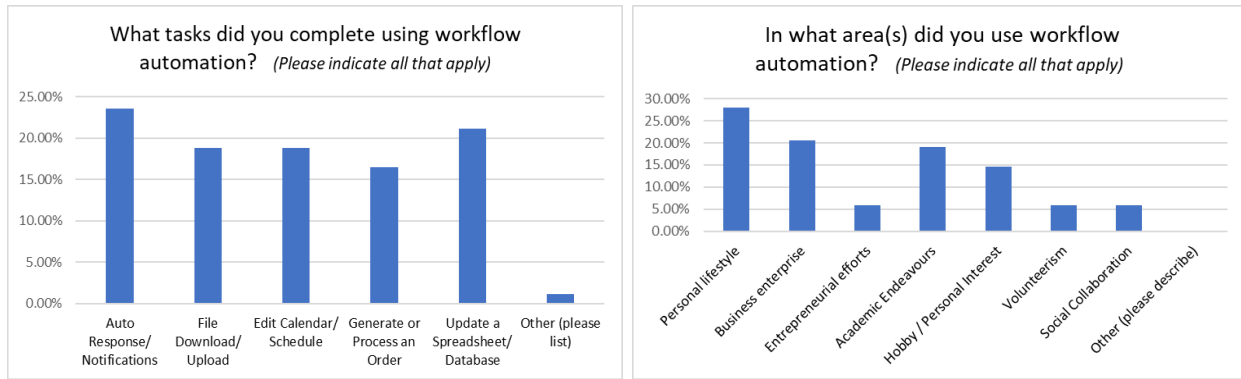 What tasks did you complete using workflow
automation? (Please indicate all that apply)
25.00%
20.00%
15.00%
10.00%
5.00%
0.00%
Auto
Response/
Notifications
File
Download/
Upload
Edit Calendar/
Schedule
Generate or
Process an
Order
Update a
Spreadsheet/
Database
Other (please
list)
In what area(s) did you use workflow
automation? (Please indicate all that apply)
30.00%
25.00%
20.00%
15.00%
10.00%
5.00%
0.00%
Personal lifestyle
Business enterprise
Entrepreneurial efforts
Academic Endeavours
Hobby / Personal Interest
Volunteerism
Social Collaboration
Other (please describe)